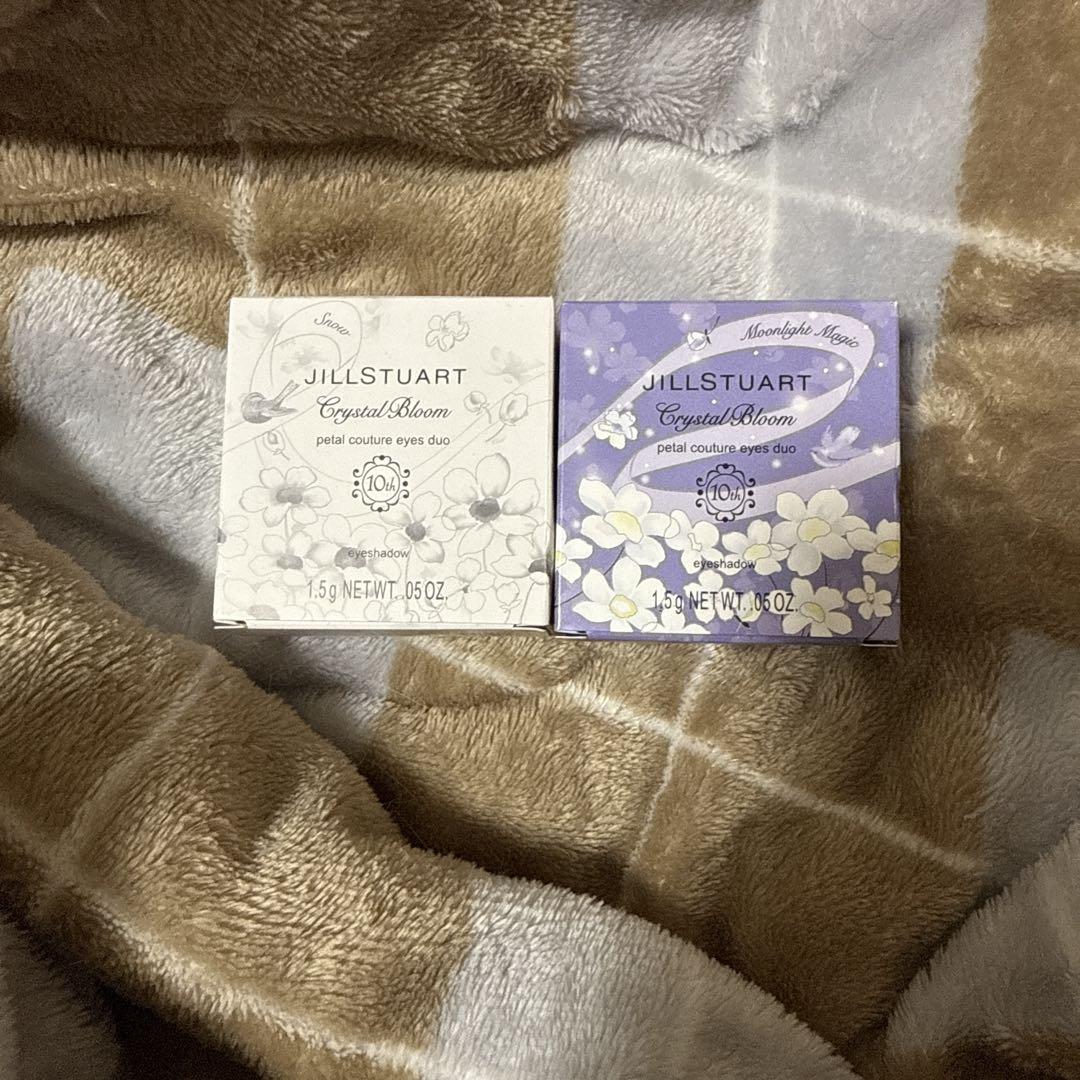 Snow
JILLSTUART
Crystal Bloom
petal couture eyes duo
10th
eyeshadow
1.5g NET WT. .05 OZ.
Moonlight Magic
JILLSTUART
Crystal Bloom
petal couture eyes duo
10th
eyeshadow
1.5g NET WT. .05 OZ.